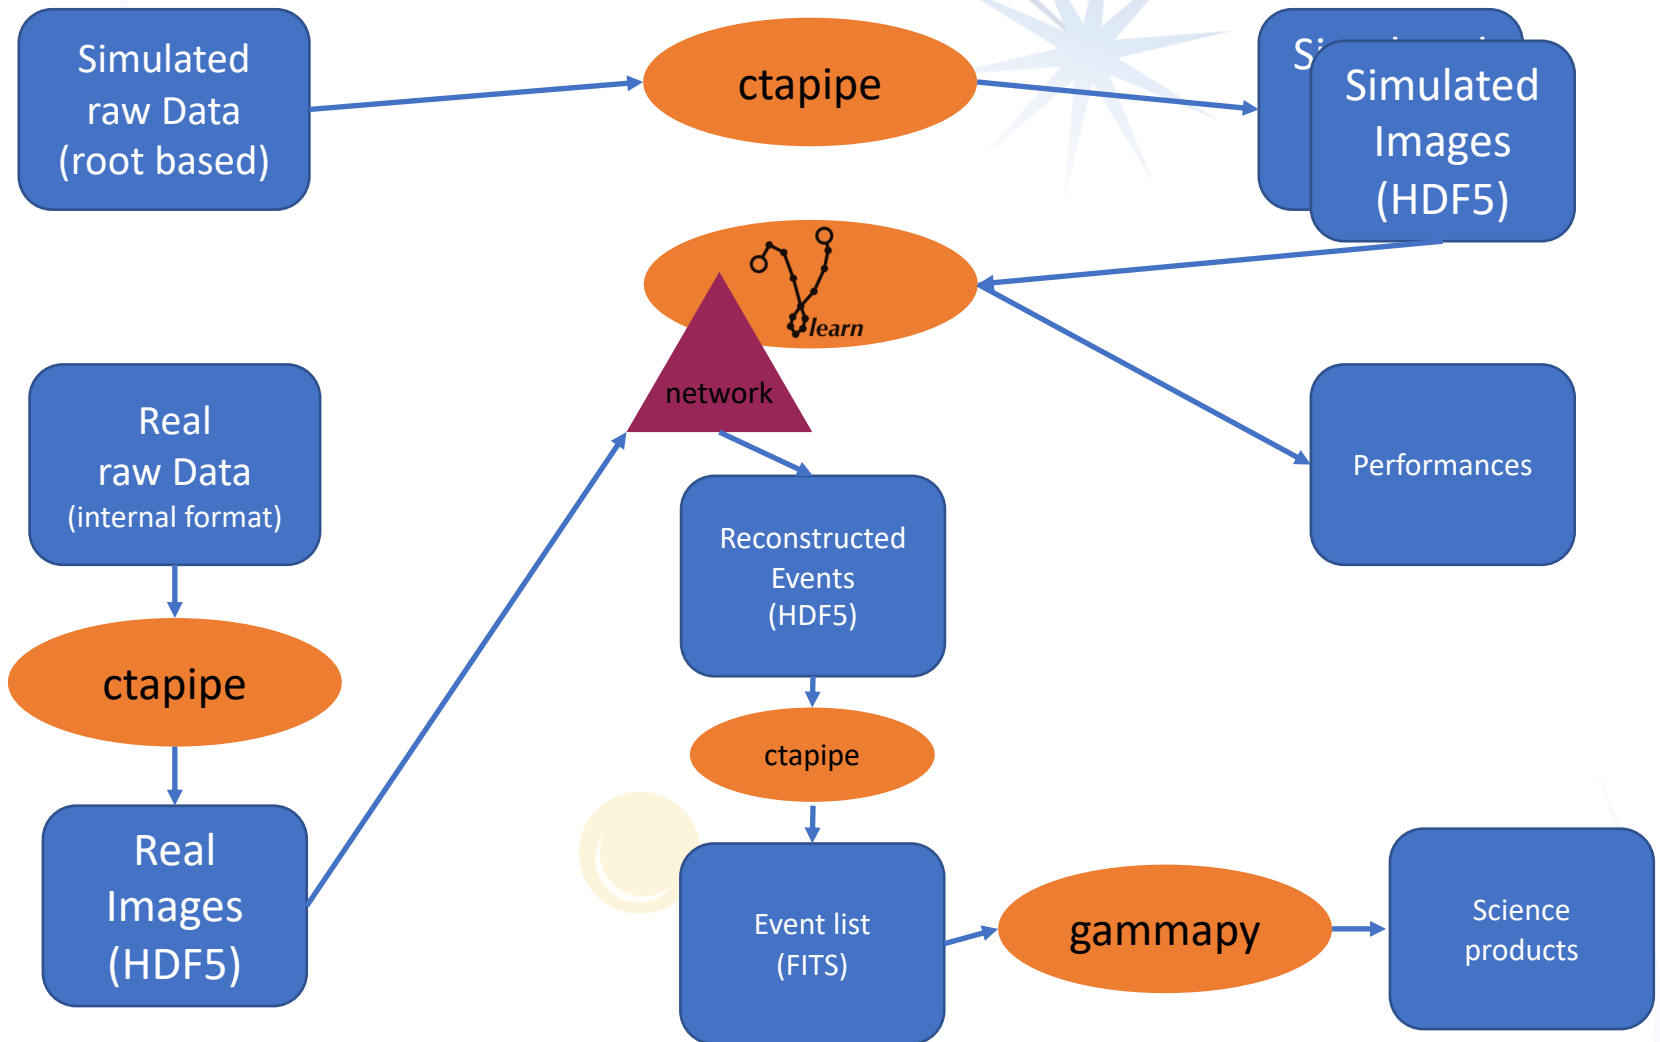 Simulated
raw Data
(root based)
ctapipe
Simulated
Images
(HDF5)
learn
network
Real
raw Data
(internal format)
Performances
Reconstructed
Events
(HDF5)
ctapipe
ctapipe
Real
Images
(HDF5)
Event list
(FITS)
gammapy
Science
products